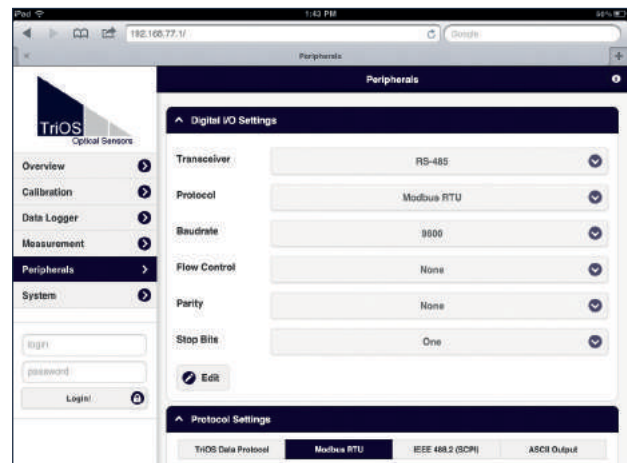 iPad 1:43 PM
192.168.77.1/ Google
Peripherals
TriOS
Optical Sensors
Overview
Calibration
Data Logger
Measurement
Peripherals
System
login
password
Login!
Peripherals
Digital I/O Settings
Transceiver RS-485
Protocol Modbus RTU
Baudrate 9600
Flow Control None
Parity None
Stop Bits One
Edit
Protocol Settings
TriOS Data Protocol Modbus RTU IEEE 488.2 (SCPI) ASCII Output